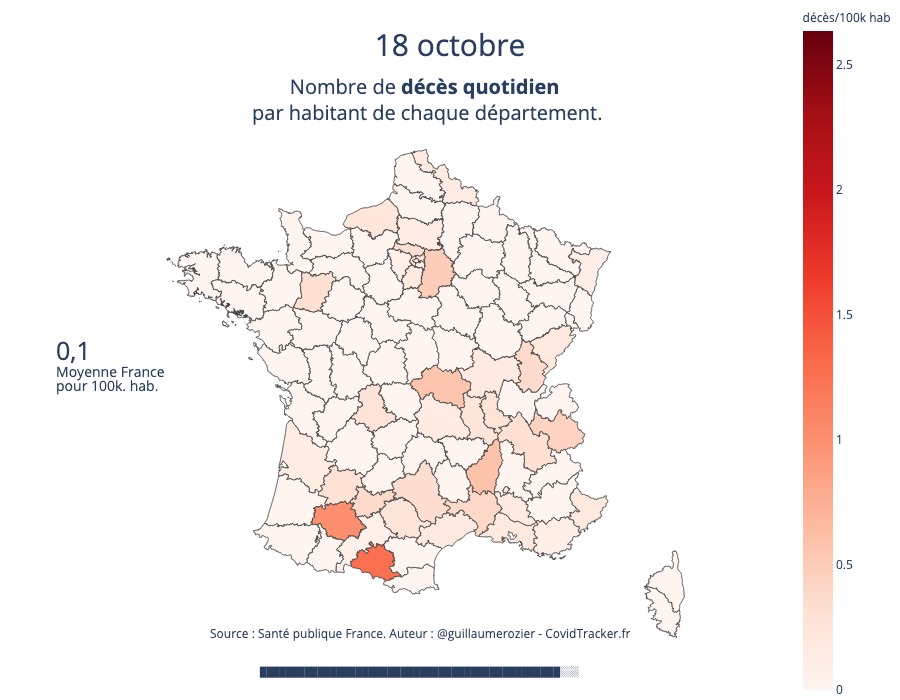 décès/100k hab
18 octobre
Nombre de décès quotidien
par habitant de chaque département.
2.5
2
1.5
1
0.5
0
0,1
Moyenne France
pour 100k. hab.
Source : Santé publique France. Auteur : @guillaumerozier - CovidTracker.fr